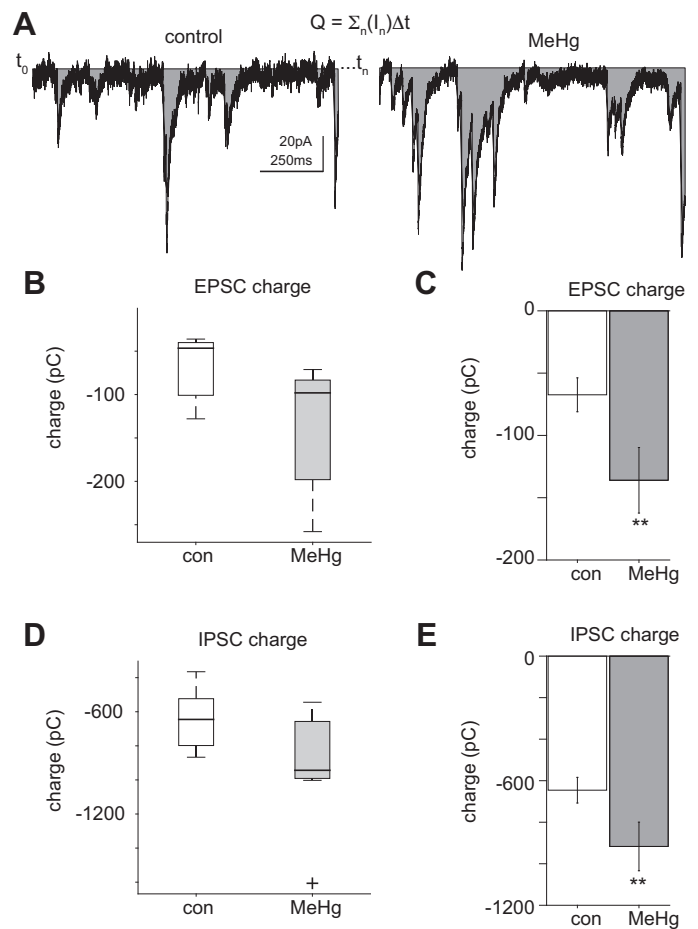 A
Q = Σn(In)Δt
control
MeHg
t0
...tn
20pA
250ms
B
EPSC charge
charge (pC)
-100
-200
con
MeHg
C
EPSC charge
charge (pC)
0
-100
-200
**
con
MeHg
D
IPSC charge
charge (pC)
-600
-1200
+
con
MeHg
E
IPSC charge
charge (pC)
0
-600
-1200
**
con
MeHg